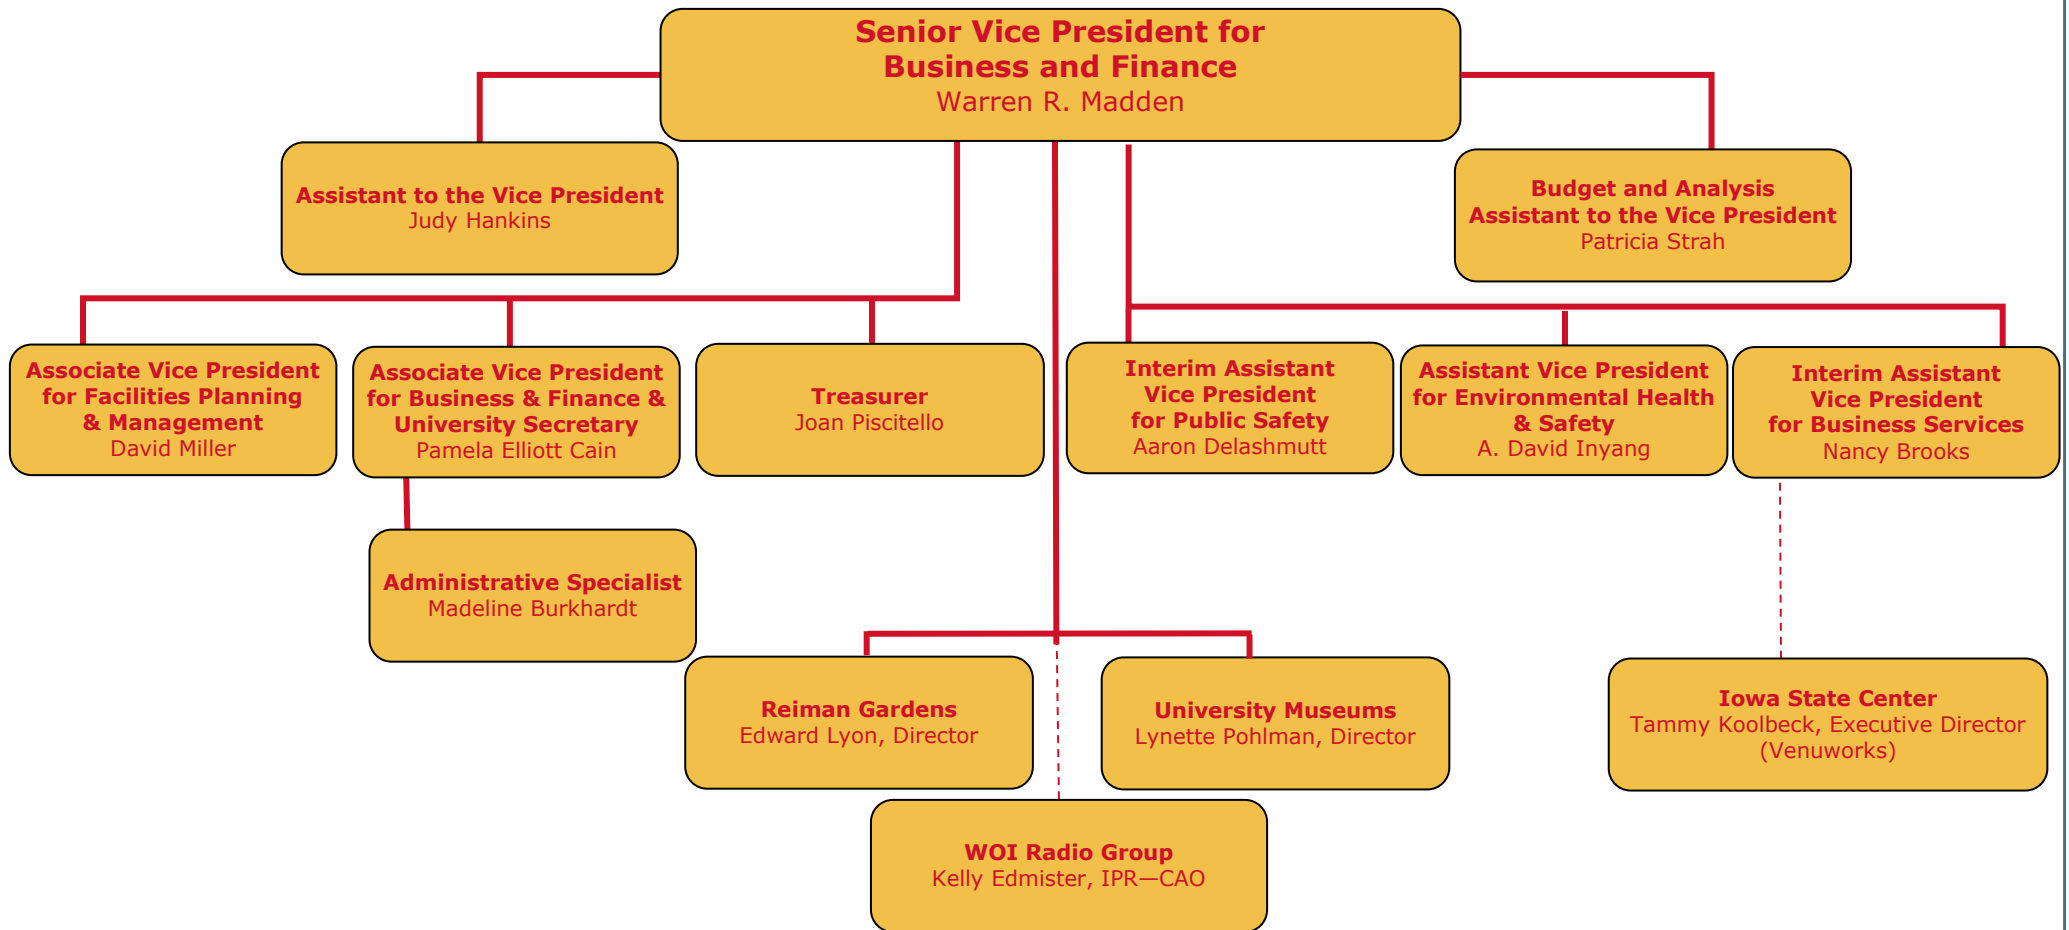 Senior Vice President for
Business and Finance
Warren R. Madden
Assistant to the Vice President
Judy Hankins
Budget and Analysis
Assistant to the Vice President
Patricia Strah
Associate Vice President
for Facilities Planning
& Management
David Miller
Associate Vice President
for Business & Finance &
University Secretary
Pamela Elliott Cain
Treasurer
Joan Piscitello
Interim Assistant
Vice President
for Public Safety
Aaron Delashmutt
Assistant Vice President
for Environmental Health
& Safety
A. David Inyang
Interim Assistant
Vice President
for Business Services
Nancy Brooks
Administrative Specialist
Madeline Burkhardt
Reiman Gardens
Edward Lyon, Director
University Museums
Lynette Pohlman, Director
Iowa State Center
Tammy Koolbeck, Executive Director
(Venuworks)
WOI Radio Group
Kelly Edmister, IPR—CAO